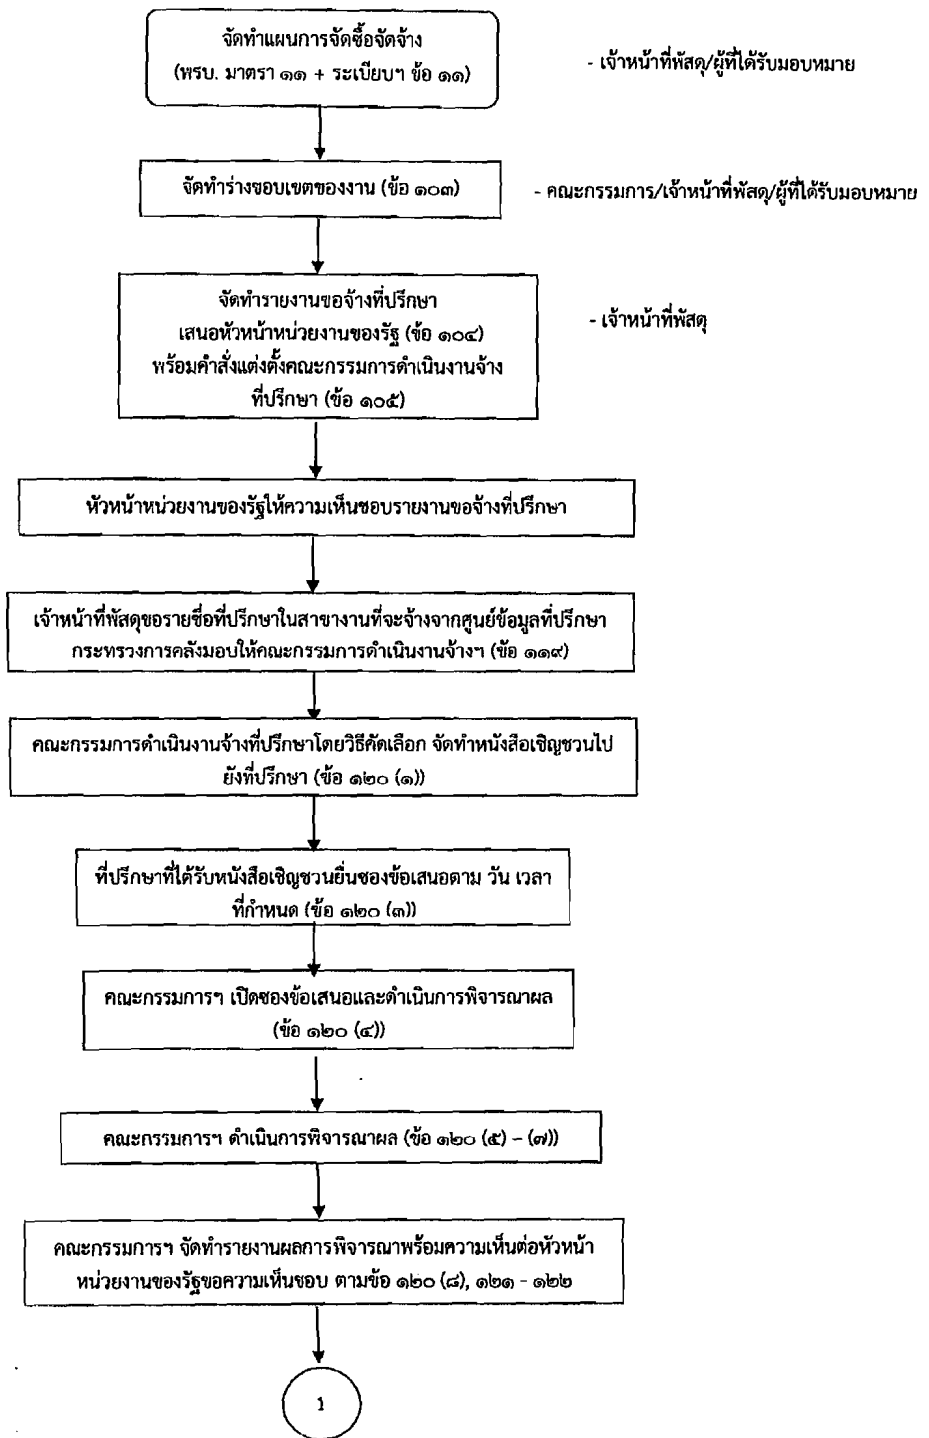 จัดทำแผนการจัดซื้อจัดจ้าง
(พรบ. มาตรา ๑๑ + ระเบียบฯ ข้อ ๑๑)
- เจ้าหน้าที่พัสดุ/ผู้ที่ได้รับมอบหมาย
จัดทำร่างขอบเขตของงาน (ข้อ ๑๐๓)
- คณะกรรมการ/เจ้าหน้าที่พัสดุ/ผู้ที่ได้รับมอบหมาย
จัดทำรายงานขอจ้างที่ปรึกษา
เสนอหัวหน้าหน่วยงานของรัฐ (ข้อ ๑๐๔)
พร้อมคำสั่งแต่งตั้งคณะกรรมการดำเนินงานจ้าง
ที่ปรึกษา (ข้อ ๑๐๕)
- เจ้าหน้าที่พัสดุ
หัวหน้าหน่วยงานของรัฐให้ความเห็นชอบรายงานขอจ้างที่ปรึกษา
เจ้าหน้าที่พัสดุขอรายชื่อที่ปรึกษาในสาขางานที่จะจ้างจากศูนย์ข้อมูลที่ปรึกษา
กระทรวงการคลังมอบให้คณะกรรมการดำเนินงานจ้างฯ (ข้อ ๑๑๙)
คณะกรรมการดำเนินงานจ้างที่ปรึกษาโดยวิธีคัดเลือก จัดทำหนังสือเชิญชวนไป
ยังที่ปรึกษา (ข้อ ๑๒๐ (๑))
ที่ปรึกษาที่ได้รับหนังสือเชิญชวนยื่นซองข้อเสนอตาม วัน เวลา
ที่กำหนด (ข้อ ๑๒๐ (๓))
คณะกรรมการฯ เปิดซองข้อเสนอและดำเนินการพิจารณาผล
(ข้อ ๑๒๐ (๔))
คณะกรรมการฯ ดำเนินการพิจารณาผล (ข้อ ๑๒๐ (๕) – (๗))
คณะกรรมการฯ จัดทำรายงานผลการพิจารณาพร้อมความเห็นต่อหัวหน้า
หน่วยงานของรัฐขอความเห็นชอบ ตามข้อ ๑๒๐ (๘), ๑๒๑ - ๑๒๒
1